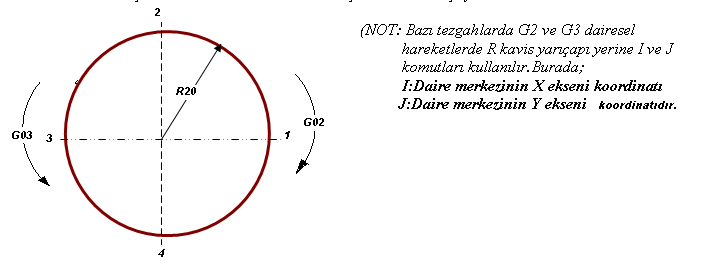 2
(NOT: Bazı tezgahlarda G2 ve G3 dairesel
hareketlerde R kavis yarıçapı yerine I ve J
komutları kullanılır.Burada;
I:Daire merkezinin X ekseni koordinatı
J:Daire merkezinin Y ekseni koordinatıdır.
R20
G03
3
1
G02
4